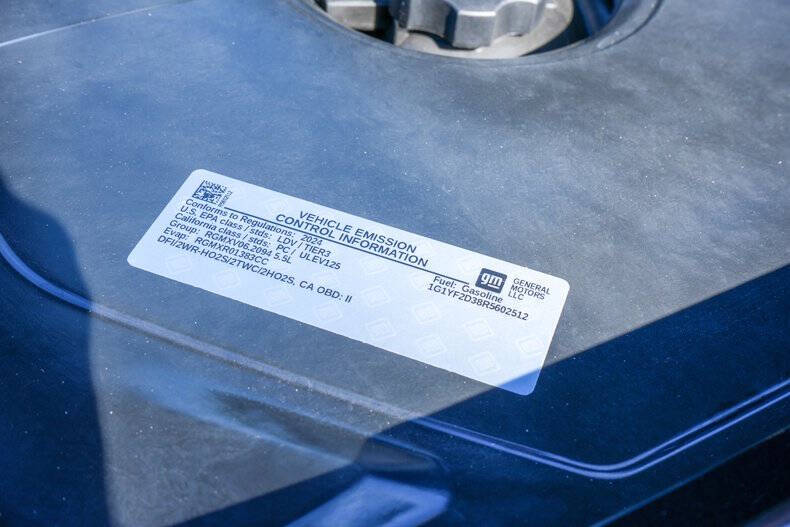 VEHICLE EMISSION
CONTROL INFORMATION
Conforms to Regulations: 2024
U.S. EPA class / stds: LDV / TIER3
California class / stds: PC / ULEV125
Group: RGMXV06.2094 5.5L
Evap: RGMXR01383CC
DFI/2WR-HO2S/2TWC/2HO2S, CA OBD: II
gm
GENERAL
MOTORS
LLC
Fuel: Gasoline
1G1YF2D38R5602512